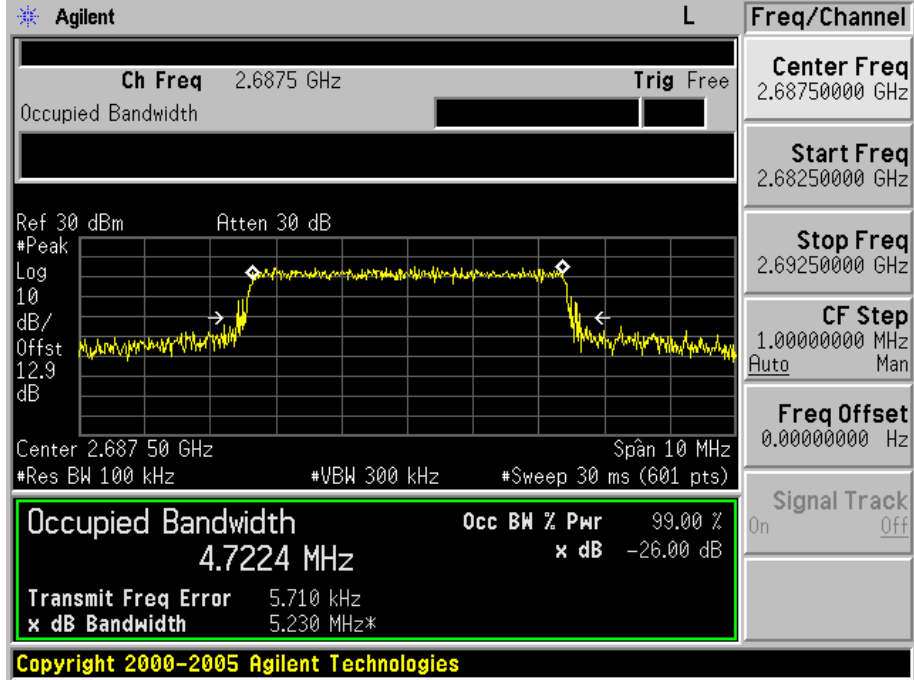 Agilent L Freq/Channel
Ch Freq 2.6875 GHz Trig Free
Occupied Bandwidth
Center Freq
2.68750000 GHz
Start Freq
2.68250000 GHz
Stop Freq
2.69250000 GHz
CF Step
1.00000000 MHz
Auto Man
Freq Offset
0.00000000 Hz
Signal Track
On Off
Ref 30 dBm Atten 30 dB
#Peak
Log
10
dB/
Offst
12.9
dB
Center 2.687 50 GHz Spân 10 MHz
#Res BW 100 kHz #VBW 300 kHz #Sweep 30 ms (601 pts)
Occupied Bandwidth Occ BW % Pwr 99.00 %
4.7224 MHz x dB -26.00 dB
Transmit Freq Error 5.710 kHz
x dB Bandwidth 5.230 MHz*
Copyright 2000-2005 Agilent Technologies